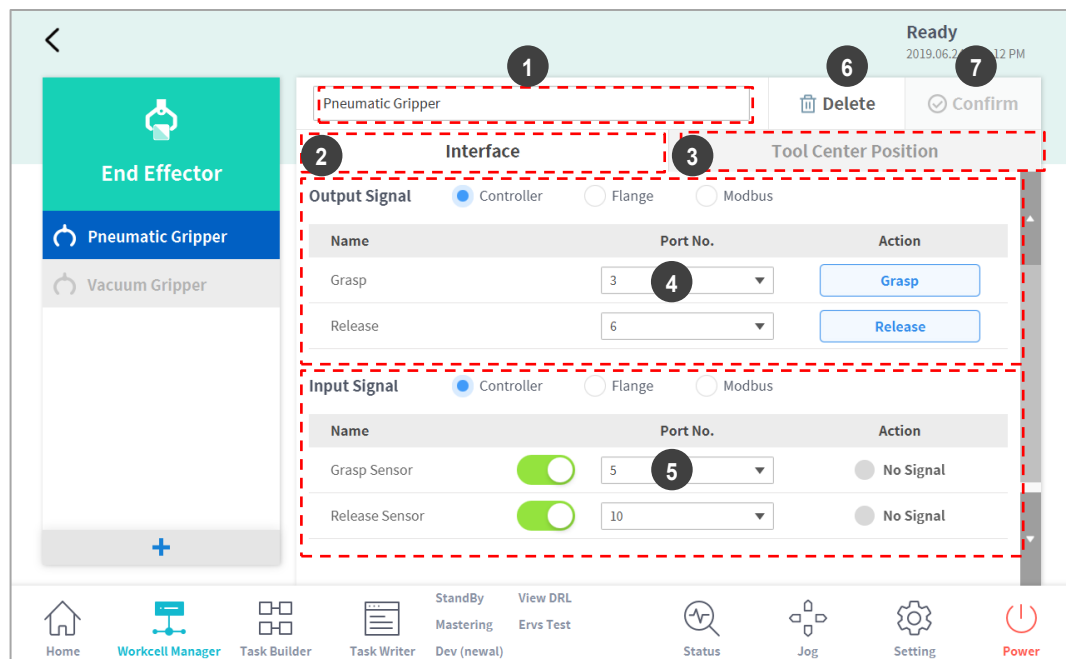 Ready
2019.06.2 12 PM
1
6
7
Pneumatic Gripper
Delete
Confirm
End Effector
2
Interface
3
Tool Center Position
Output Signal Controller Flange Modbus
Pneumatic Gripper
Name Port No. Action
Vacuum Gripper
Grasp 3 4 Grasp
Release 6 Release
Input Signal Controller Flange Modbus
Name Port No. Action
Grasp Sensor 5 5 No Signal
Release Sensor 10 No Signal
+
StandBy View DRL
Mastering Ervs Test
Home Workcell Manager Task Builder Task Writer Dev (newal) Status Jog Setting Power